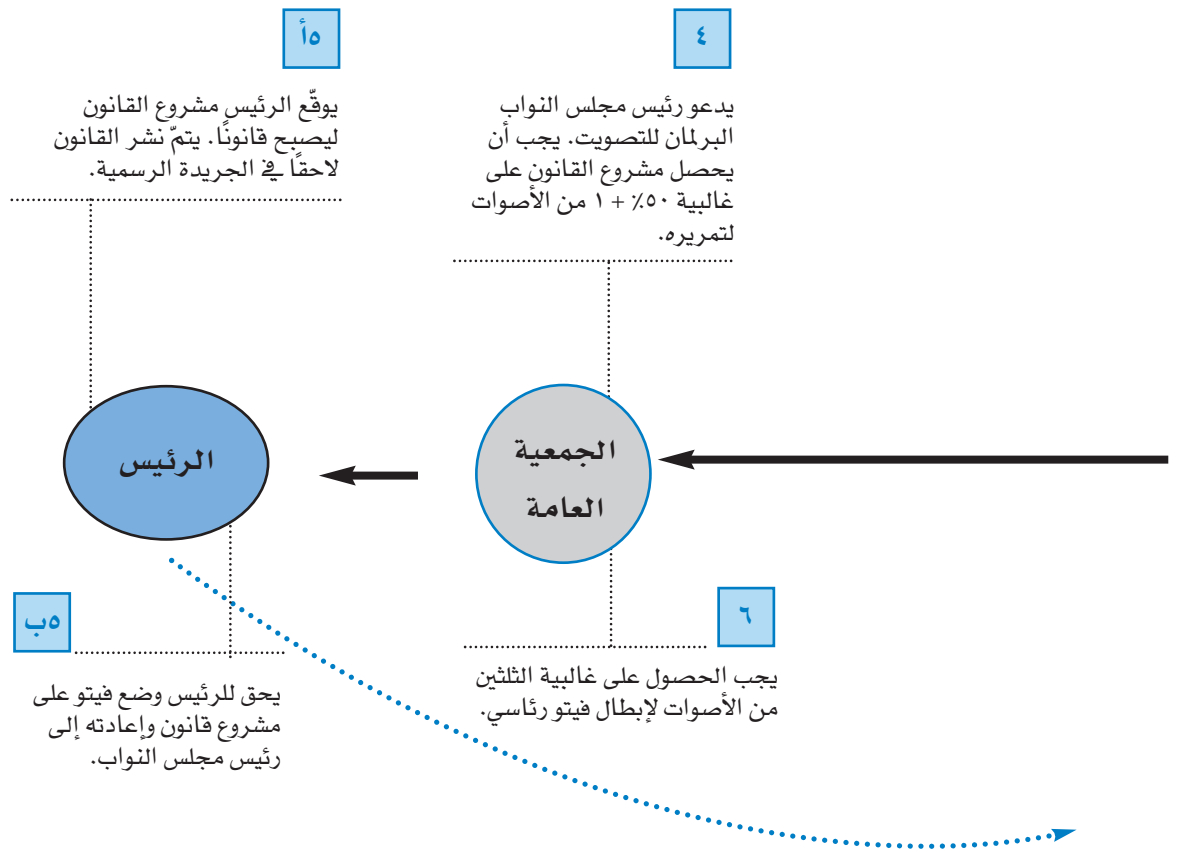 ٤
يدعو رئيس مجلس النواب
البرلمان للتصويت. يجب أن
يحصل مشروع القانون على
غالبية ٥٠٪ + ١ من الأصوات
لتمريره.
٥أ
يوقّع الرئيس مشروع القانون
ليصبح قانونًا. يتمّ نشر القانون
لاحقًا في الجريدة الرسمية.
الجمعية
العامة
الرئيس
٦
يجب الحصول على غالبية الثلثين
من الأصوات لإبطال فيتو رئاسي.
٥ب
يحق للرئيس وضع فيتو على
مشروع قانون وإعادته إلى
رئيس مجلس النواب.